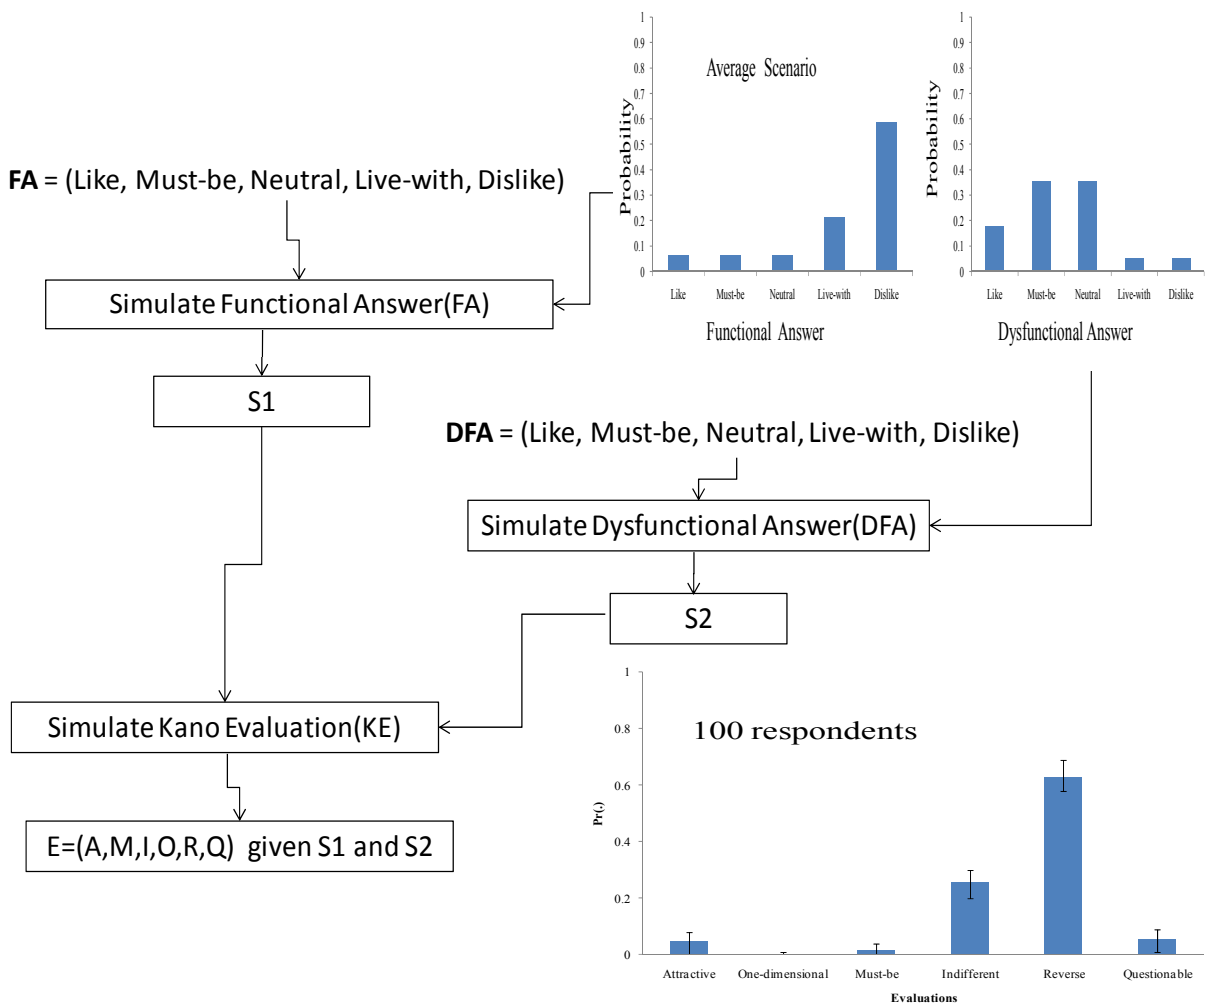 1
0.9
0.8
0.7
0.6
0.5
0.4
0.3
0.2
0.1
0
Probability
Average Scenario
Like Must-be Neutral Live-with Dislike
Functional Answer
1
0.9
0.8
0.7
0.6
0.5
0.4
0.3
0.2
0.1
0
Probability
Like Must-be Neutral Live-with Dislike
Dysfunctional Answer
FA = (Like, Must-be, Neutral, Live-with, Dislike)
Simulate Functional Answer(FA)
S1
DFA = (Like, Must-be, Neutral, Live-with, Dislike)
Simulate Dysfunctional Answer(DFA)
S2
Simulate Kano Evaluation(KE)
E=(A,M,I,O,R,Q) given S1 and S2
1
0.8
0.6
0.4
0.2
0
Pr(.)
100 respondents
Attractive One-dimensional Must-be Indifferent Reverse Questionable
Evaluations